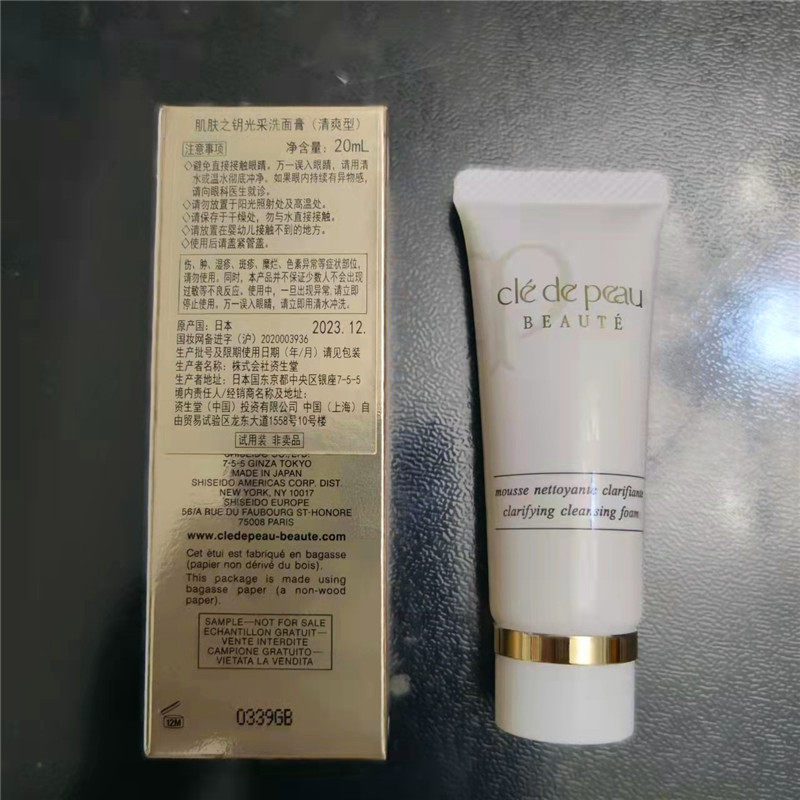 肌肤之钥光采洗面膏（清爽型）
注意事项
净含量：20mL
◇避免直接接触眼睛。万一误入眼睛，请用清
水或温水彻底冲净。如果眼内持续有异物感，
请向眼科医生就诊。
◇请勿放置于阳光照射处及高温处。
◇请保存于干燥处，勿与水直接接触。
◇请放置在婴幼儿接触不到的地方。
◇使用后请盖紧管盖。
伤、肿、湿疹、斑疹、糜烂、色素异常等症状部位，
请勿使用。同时，本产品并不保证少数人不会出现
过敏等不良反应。使用中，一旦出现异常，请立即
停止使用。万一误入眼睛，请立即用清水冲洗。
原产国：日本
2023.12.
国妆网备进字（沪）2020003936
生产批号及限期使用日期（年/月）请见包装
生产者名称：株式会社资生堂
生产者地址：日本国东京都中央区银座7-5-5
境内责任人/经销商名称及地址：
资生堂（中国）投资有限公司 中国（上海）自
由贸易试验区龙东大道1558号10号楼
试用装 非卖品
SHISEIDO CO., LTD.
7-5-5 GINZA TOKYO
MADE IN JAPAN
SHISEIDO AMERICAS CORP. DIST.
NEW YORK, NY 10017
SHISEIDO EUROPE
56/A RUE DU FAUBOURG ST-HONORE
75008 PARIS
www.cledepeau-beaute.com
Cet étui est fabriqué en bagasse
(papier non dérivé du bois).
This package is made using
bagasse paper (a non-wood
paper).
SAMPLE—NOT FOR SALE
ECHANTILLON GRATUIT—
VENTE INTERDITE
CAMPIONE GRATUITO—
VIETATA LA VENDITA
12M
0339GB
clé de peau
BEAUTÉ
mousse nettoyante clarifiante
clarifying cleansing foam